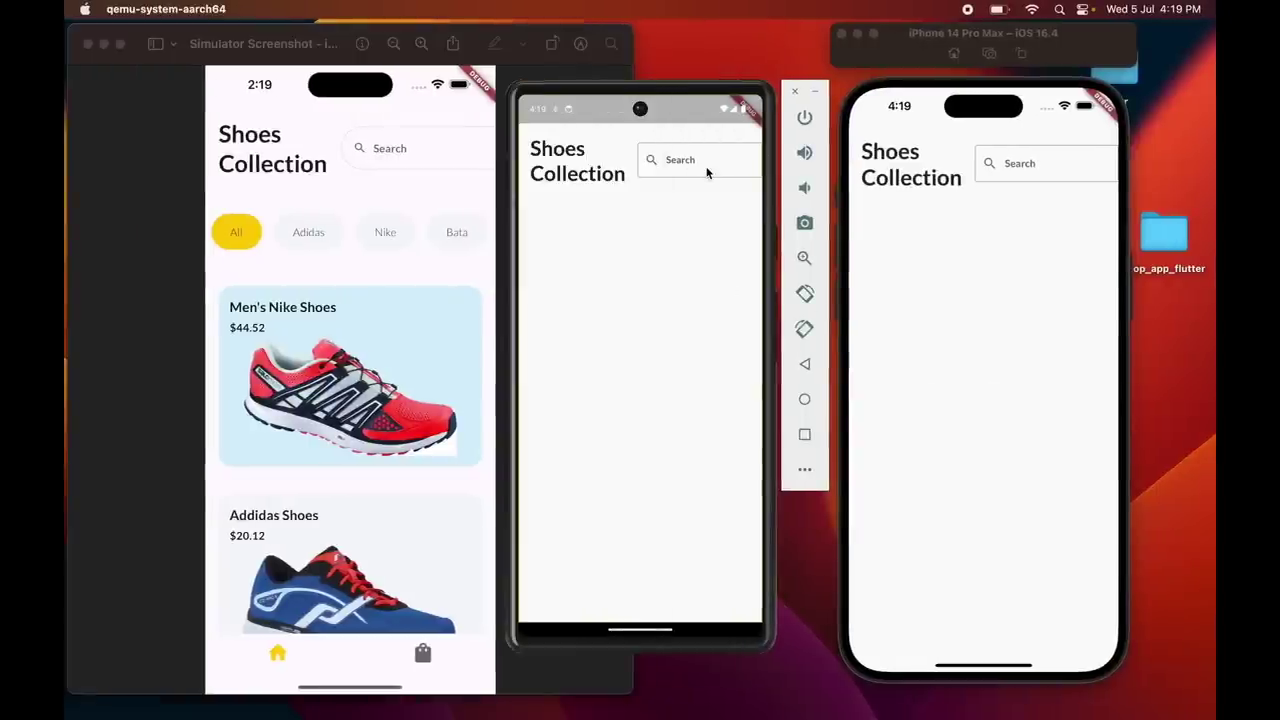 qemu-system-aarch64
Wed 5 Jul 4:19 PM
Simulator Screenshot - i...
iPhone 14 Pro Max – iOS 16.4
2:19
DEBUG
Shoes
Collection
Search
All
Adidas
Nike
Bata
Men's Nike Shoes
$44.52
Addidas Shoes
$20.12
4:19
Shoes
Collection
Search
4:19
DEBUG
Shoes
Collection
Search
op_app_flutter